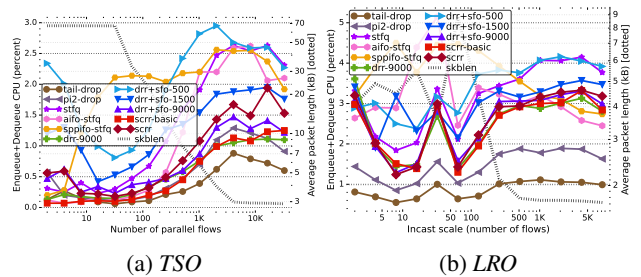 (a)
3.0
2.5
2.0
1.5
1.0
0.5
0.0
Enqueue+Dequeue CPU (%)
tail-drop
pi2-drop
stfq
aifo-stfq
sppifo-stfq
drr-9000
drr+sfo-500
drr+sfo-1500
drr+sfo-9000
scrr-basic
scrr
skblen
70
50
30
20
10
7
5
3
Average packet length (kB) [dotted]
10 100 1K 10K
Number of parallel flows
(b)
5
4
3
2
1
Enqueue+Dequeue CPU (%)
tail-drop
pi2-drop
stfq
aifo-stfq
sppifo-stfq
drr-9000
drr+sfo-500
drr+sfo-1500
drr+sfo-9000
scrr-basic
scrr
skblen
9
8
6
5
4
3
2
Average packet length (kB) [dotted]
5 10 50 100 500 1K 5K
Incast scale (number of flows)
(a) TSO
(b) LRO